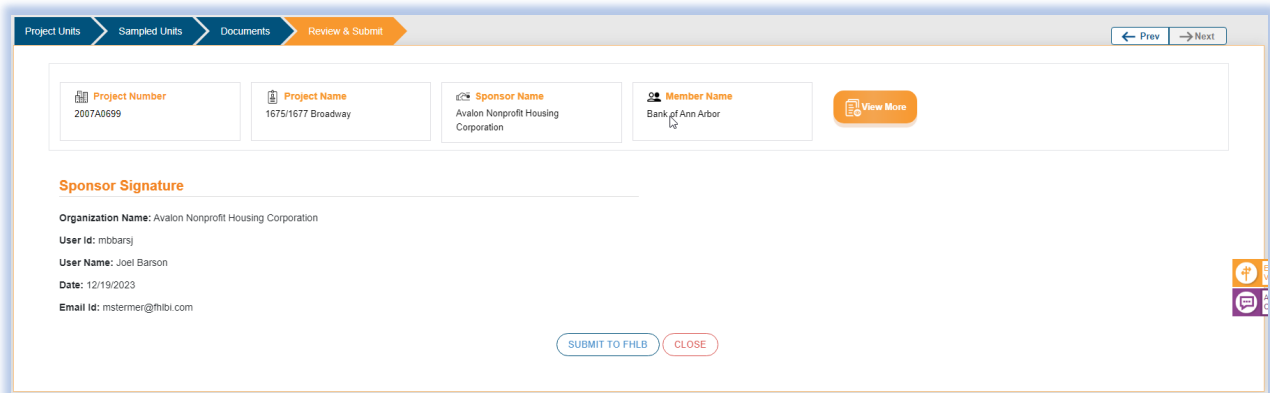 Project Units Sampled Units Documents Review & Submit
Prev Next
Project Number Project Name Sponsor Name Member Name
2007A0699 1675/1677 Broadway Avalon Nonprofit Housing Corporation Bank of Ann Arbor
View More
Sponsor Signature
Organization Name: Avalon Nonprofit Housing Corporation
User Id: mbbarsj
User Name: Joel Barson
Date: 12/19/2023
Email Id: mstermer@fhlbi.com
SUBMIT TO FHLB CLOSE